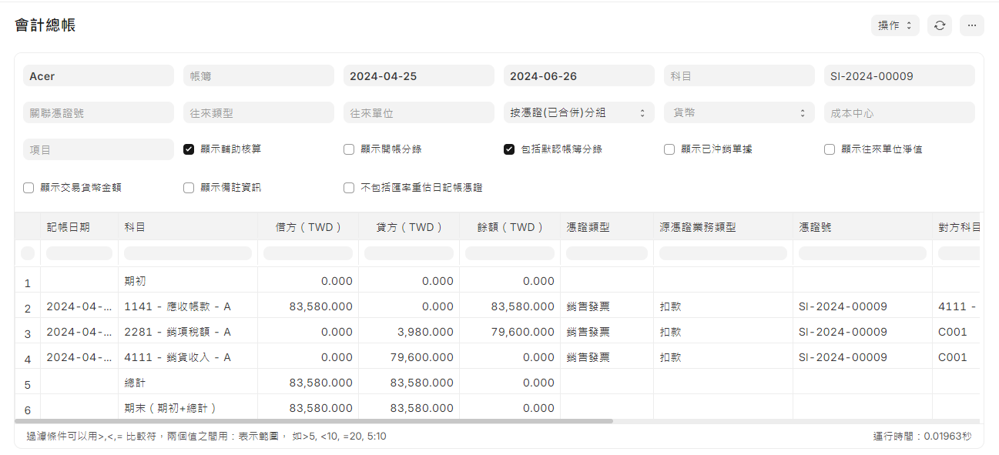 會計總帳
操作
Acer 帳簿 2024-04-25 2024-06-26 科目 SI-2024-00009
關聯憑證號 往來類型 往來單位 按憑證(已合併)分組 貨幣 成本中心
項目 顯示輔助核算 顯示開帳分錄 包括默認帳簿分錄 顯示已沖銷單據 顯示往來單位淨值
顯示交易貨幣金額 顯示備註資訊 不包括匯率重估日記帳憑證
記帳日期 科目 借方（TWD） 貸方（TWD） 餘額（TWD） 憑證類型 源憑證業務類型 憑證號 對方科目
1 期初 0.000 0.000 0.000
2 2024-04-... 1141 - 應收帳款 - A 83,580.000 0.000 83,580.000 銷售發票 扣款 SI-2024-00009 4111 -
3 2024-04-... 2281 - 銷項稅額 - A 0.000 3,980.000 79,600.000 銷售發票 扣款 SI-2024-00009 C001
4 2024-04-... 4111 - 銷貨收入 - A 0.000 79,600.000 0.000 銷售發票 扣款 SI-2024-00009 C001
5 總計 83,580.000 83,580.000 0.000
6 期末（期初+總計） 83,580.000 83,580.000 0.000
過濾條件可以用>,<,= 比較符，兩個值之間用：表示範圍， 如>5, <10, =20, 5:10 運行時間：0.01963秒